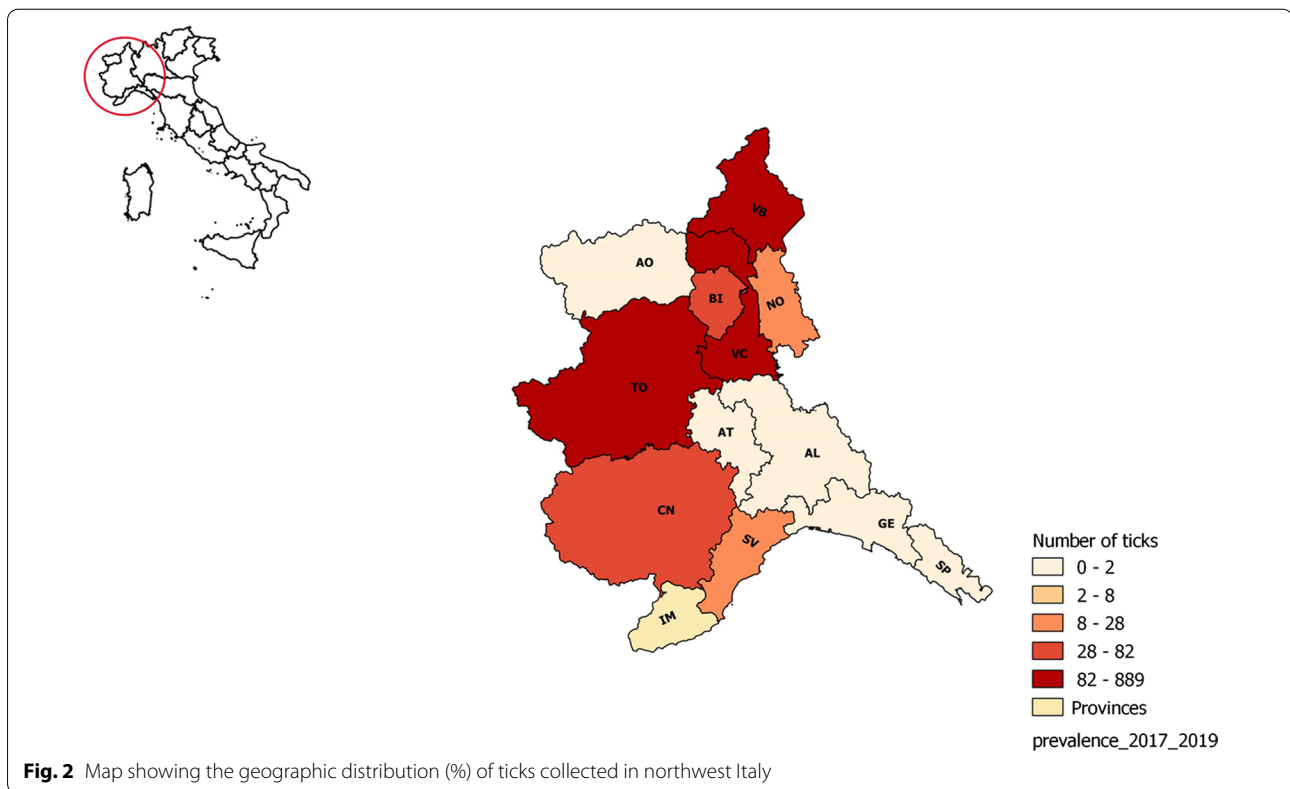 VB
AO
BI
NO
VC
TO
AT
AL
CN
GE
SV
SP
IM
Number of ticks
0 - 2
2 - 8
8 - 28
28 - 82
82 - 889
Provinces
prevalence_2017_2019
Fig. 2 Map showing the geographic distribution (%) of ticks collected in northwest Italy